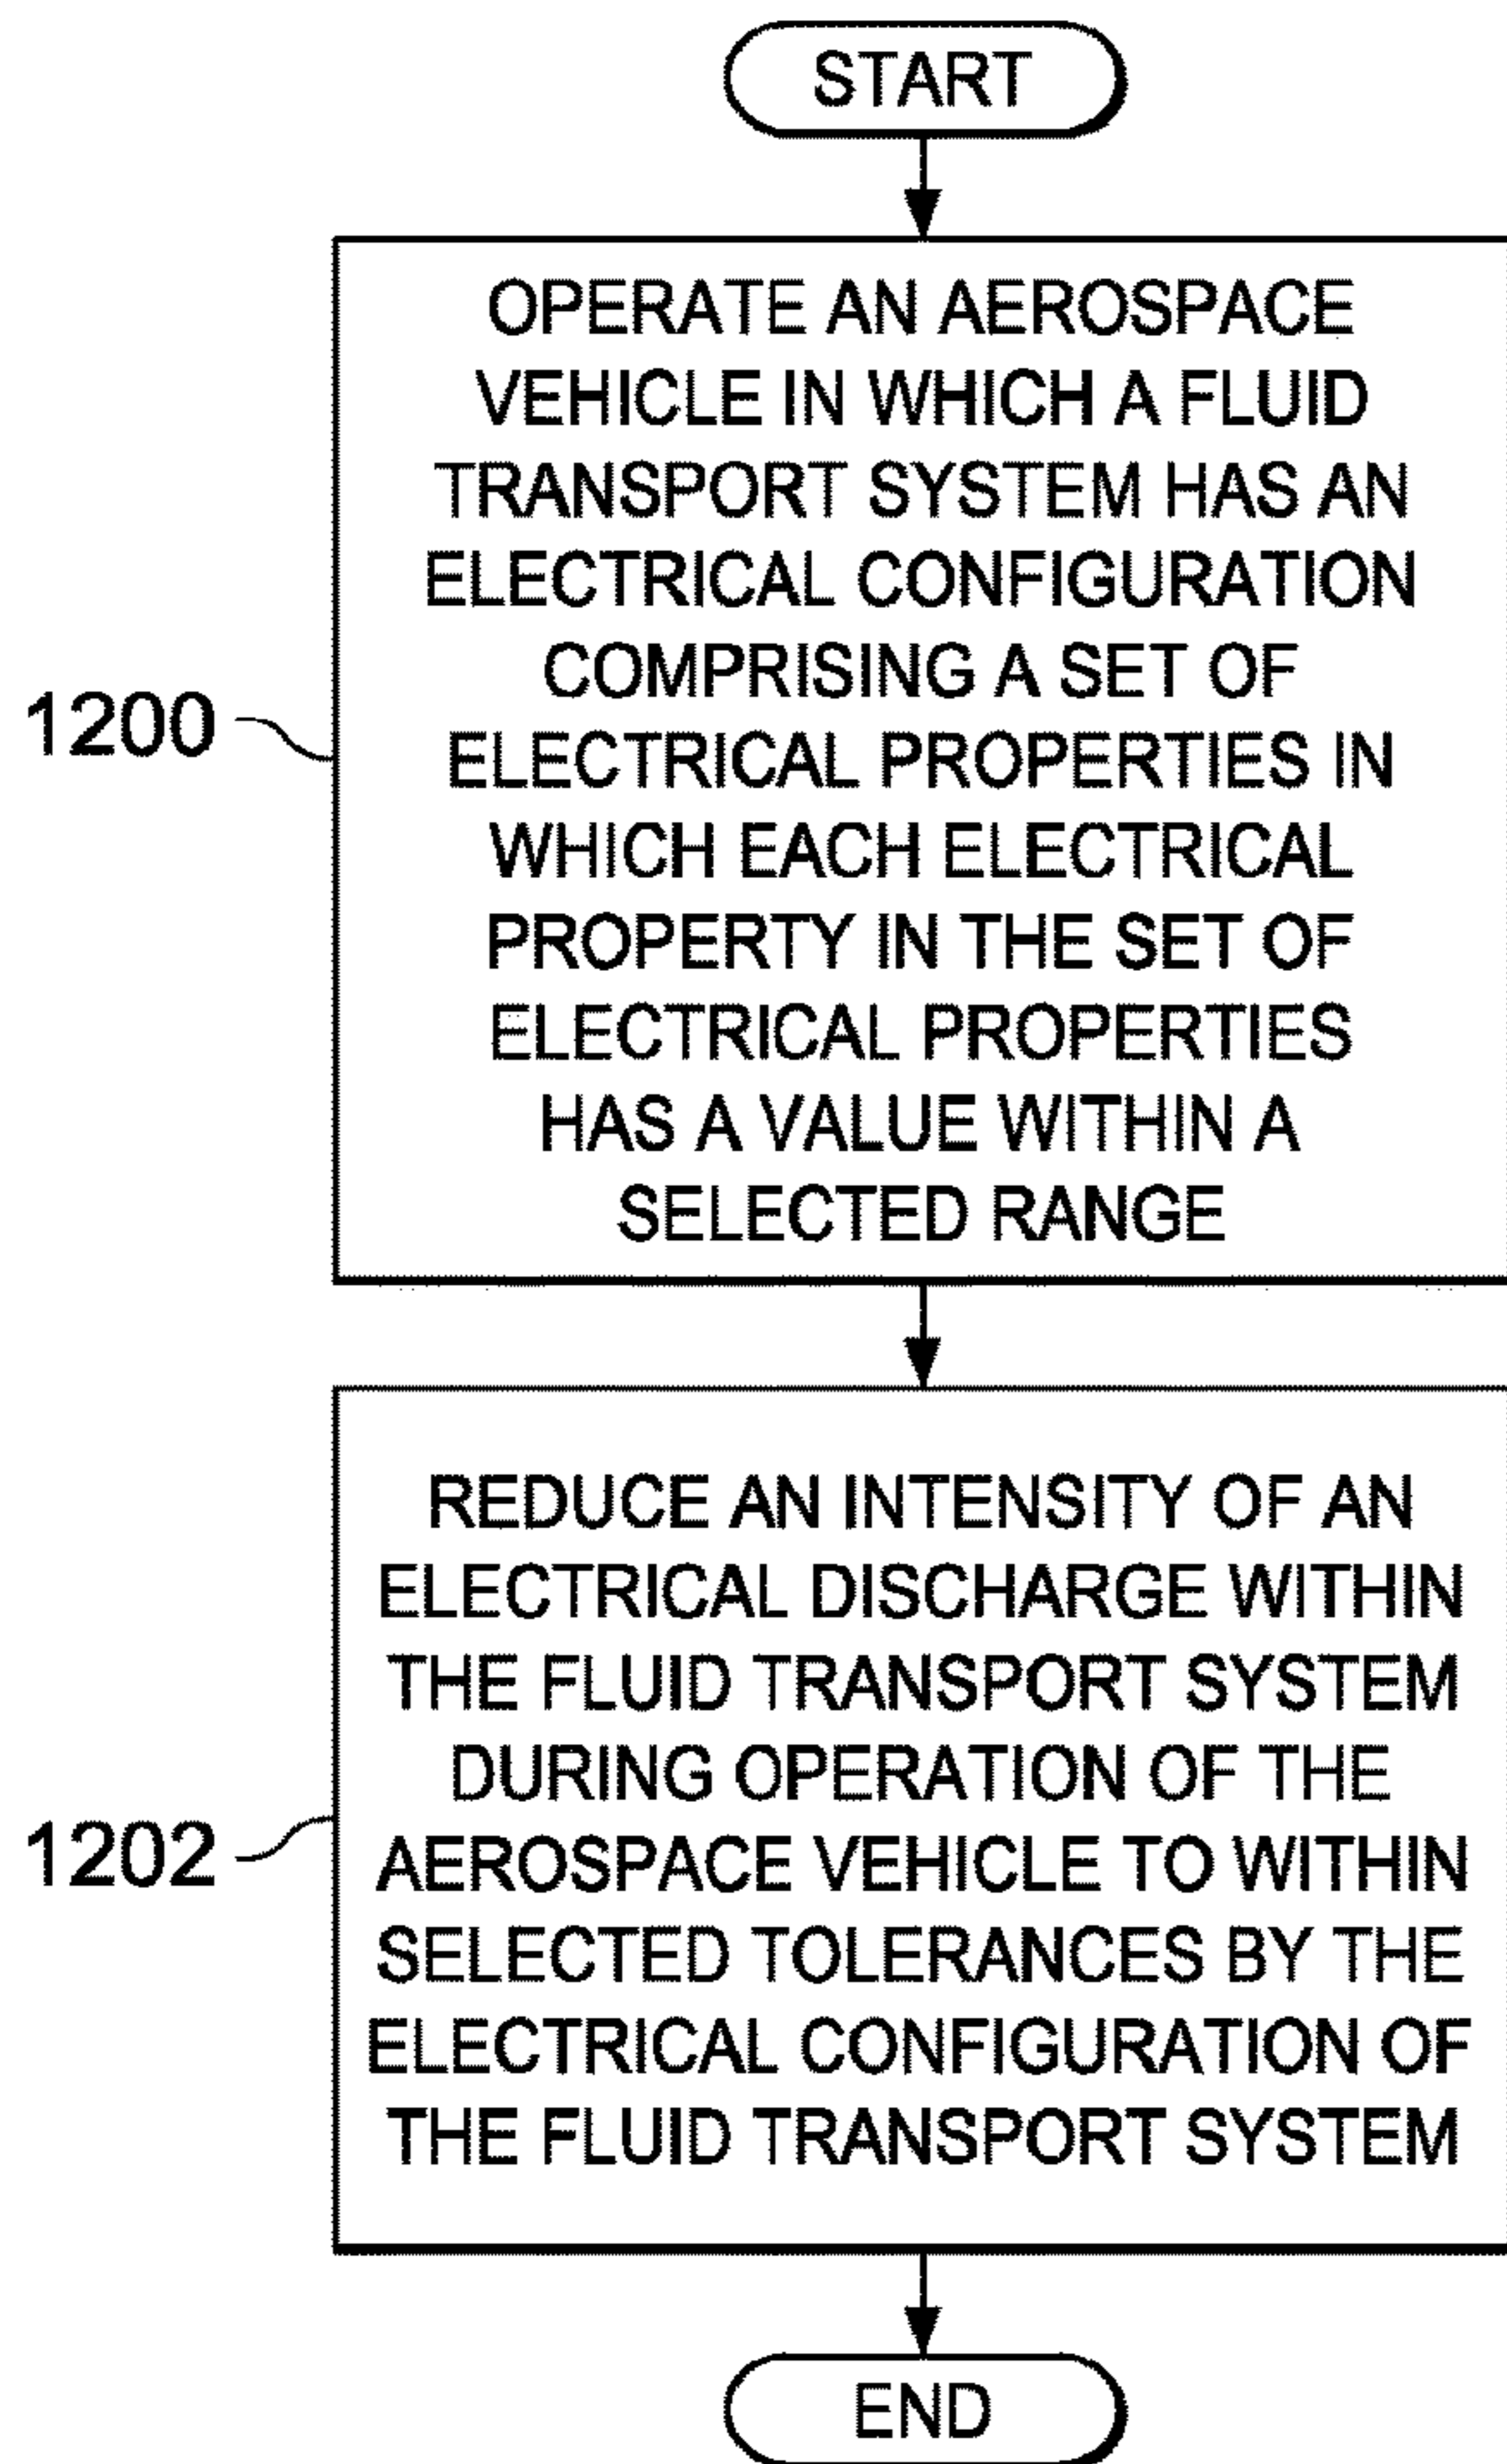 START
OPERATE AN AEROSPACE
VEHICLE IN WHICH A FLUID
TRANSPORT SYSTEM HAS AN
ELECTRICAL CONFIGURATION
COMPRISING A SET OF
ELECTRICAL PROPERTIES IN
WHICH EACH ELECTRICAL
PROPERTY IN THE SET OF
ELECTRICAL PROPERTIES
HAS A VALUE WITHIN A
SELECTED RANGE
1200
REDUCE AN INTENSITY OF AN
ELECTRICAL DISCHARGE WITHIN
THE FLUID TRANSPORT SYSTEM
DURING OPERATION OF THE
AEROSPACE VEHICLE TO WITHIN
SELECTED TOLERANCES BY THE
ELECTRICAL CONFIGURATION OF
THE FLUID TRANSPORT SYSTEM
1202
END